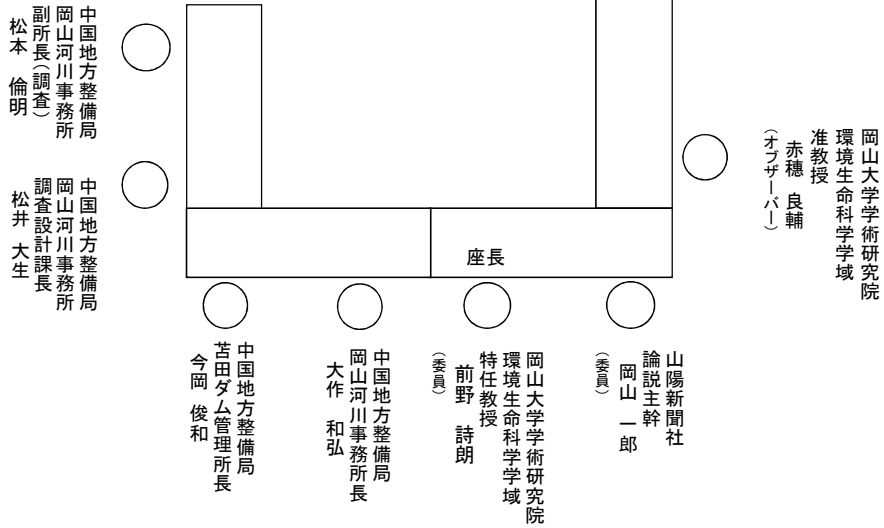 中国地方整備局
岡山河川事務所
副所長(調査)
松本 倫明
中国地方整備局
岡山河川事務所
調査設計課長
松井 大生
岡山大学学術研究院
環境生命科学学域
准教授
赤穗 良輔
(オブザーバー)
座長
中国地方整備局
苫田ダム管理所長
今岡 俊和
中国地方整備局
岡山河川事務所長
大作 和弘
岡山大学学術研究院
環境生命科学学域
特任教授
前野 詩朗
(委員)
山陽新聞社
論説主幹
岡山 一郎
(委員)